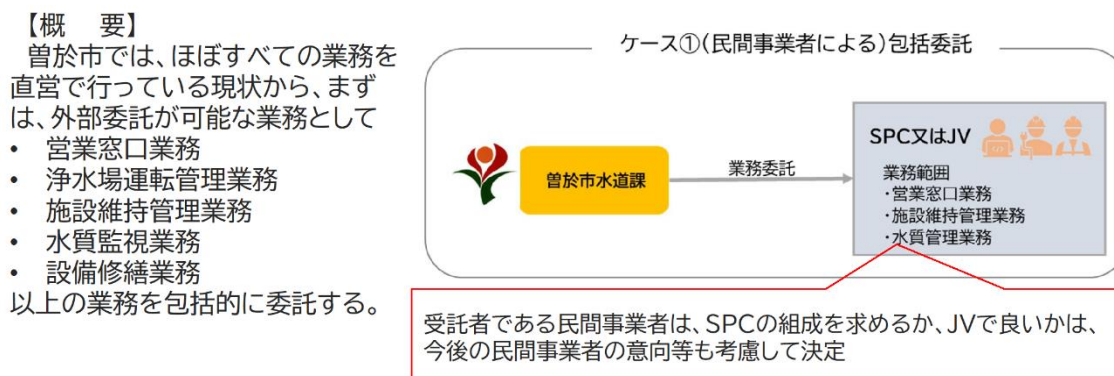 【概　要】
曽於市では、ほぼすべての業務を
直営で行っている現状から、まず
は、外部委託が可能な業務として
• 営業窓口業務
• 浄水場運転管理業務
• 施設維持管理業務
• 水質監視業務
• 設備修繕業務
以上の業務を包括的に委託する。
ケース①(民間事業者による)包括委託
曽於市水道課
業務委託
SPC又はJV
業務範囲
・営業窓口業務
・施設維持管理業務
・水質管理業務
受託者である民間事業者は、SPCの組成を求めるか、JVで良いかは、
今後の民間事業者の意向等も考慮して決定